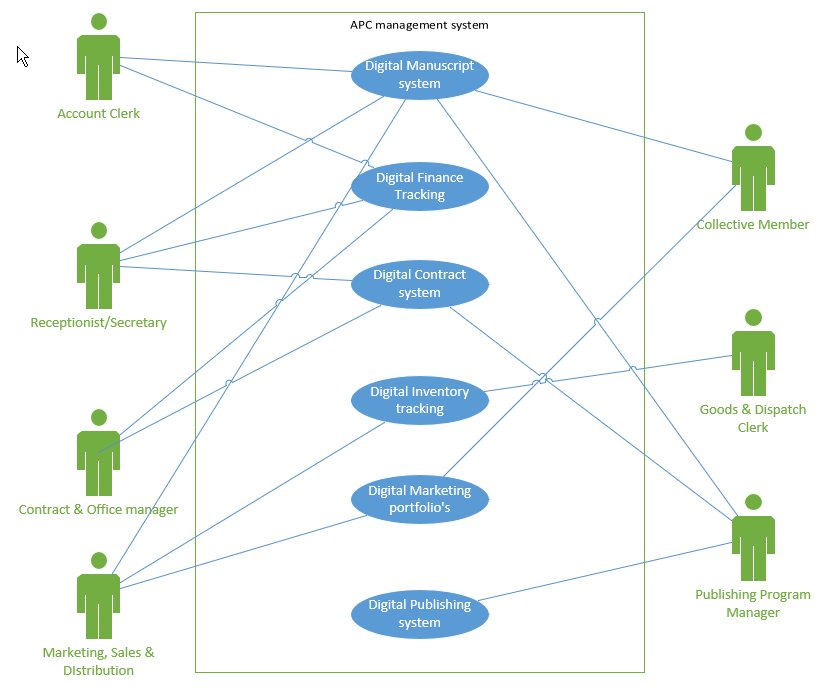 APC management system
Account Clerk
Receptionist/Secretary
Contract & Office manager
Marketing, Sales &
DIstribution
Digital Manuscript
system
Digital Finance
Tracking
Digital Contract
system
Digital Inventory
tracking
Digital Marketing
portfolio's
Digital Publishing
system
Collective Member
Goods & Dispatch
Clerk
Publishing Program
Manager